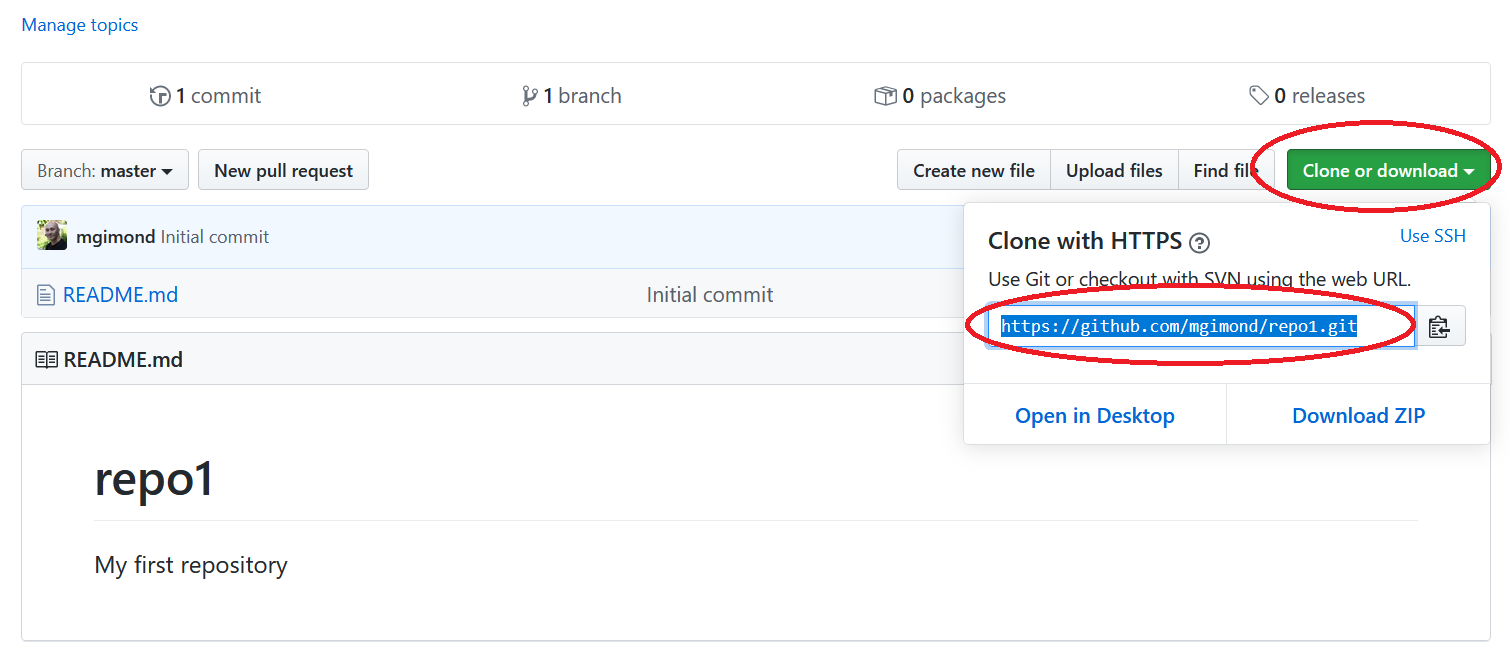 Manage topics
1 commit
1 branch
0 packages
0 releases
Branch: master
New pull request
Create new file
Upload files
Find file
Clone or download
mgimond Initial commit
README.md
Initial commit
Clone with HTTPS
Use SSH
Use Git or checkout with SVN using the web URL.
https://github.com/mgimond/repo1.git
Open in Desktop
Download ZIP
README.md
repo1
My first repository